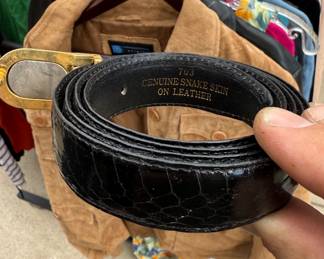 703
GENUINE SNAKE SKIN
ON LEATHER